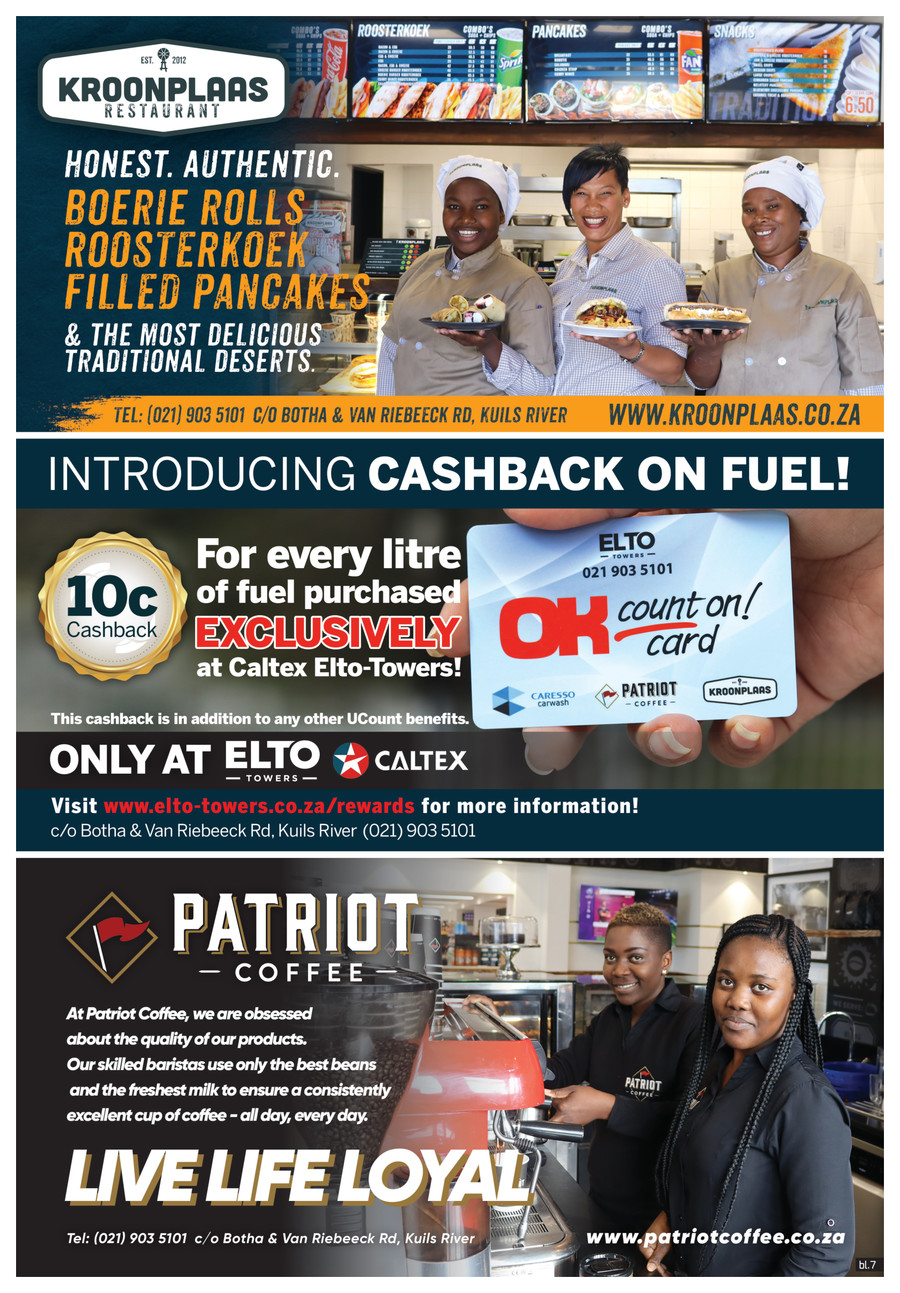 EST. 2012
KROONPLAAS
RESTAURANT
COMBO'S
ROOSTERKOEK
COMBO'S
PANCAKES
COMBO'S
SNACKS
TRADITIO
6.50
HONEST. AUTHENTIC.
BOERIE ROLLS
ROOSTERKOEK
FILLED PANCAKES
& THE MOST DELICIOUS
TRADITIONAL DESERTS.
TEL: (021) 903 5101 C/O BOTHA & VAN RIEBEECK RD, KUILS RIVER
WWW.KROONPLAAS.CO.ZA
INTRODUCING CASHBACK ON FUEL!
10c
Cashback
For every litre
of fuel purchased
EXCLUSIVELY
at Caltex Elto-Towers!
This cashback is in addition to any other UCount benefits.
ELTO
TOWERS
021 903 5101
OK count on!
card
CARESSO
carwash
PATRIOT
COFFEE
KROONPLAAS
ONLY AT ELTO
TOWERS
CALTEX
Visit www.elto-towers.co.za/rewards for more information!
c/o Botha & Van Riebeeck Rd, Kuils River (021) 903 5101
PATRIOT
COFFEE
At Patriot Coffee, we are obsessed
about the quality of our products.
Our skilled baristas use only the best beans
and the freshest milk to ensure a consistently
excellent cup of coffee – all day, every day.
PATRIOT
COFFEE
LIVE LIFE LOYAL
Tel: (021) 903 5101 c/o Botha & Van Riebeeck Rd, Kuils River
www.patriotcoffee.co.za
bl.7